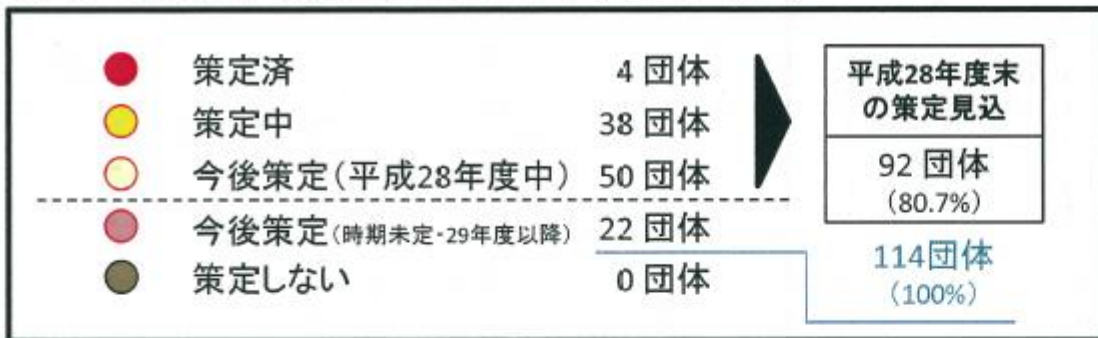 策定済 4 団体
策定中 38 団体
今後策定(平成28年度中) 50 団体
今後策定(時期未定・29年度以降) 22 団体
策定しない 0 団体
平成28年度末
の策定見込
92 団体
(80.7%)
114団体
(100%)